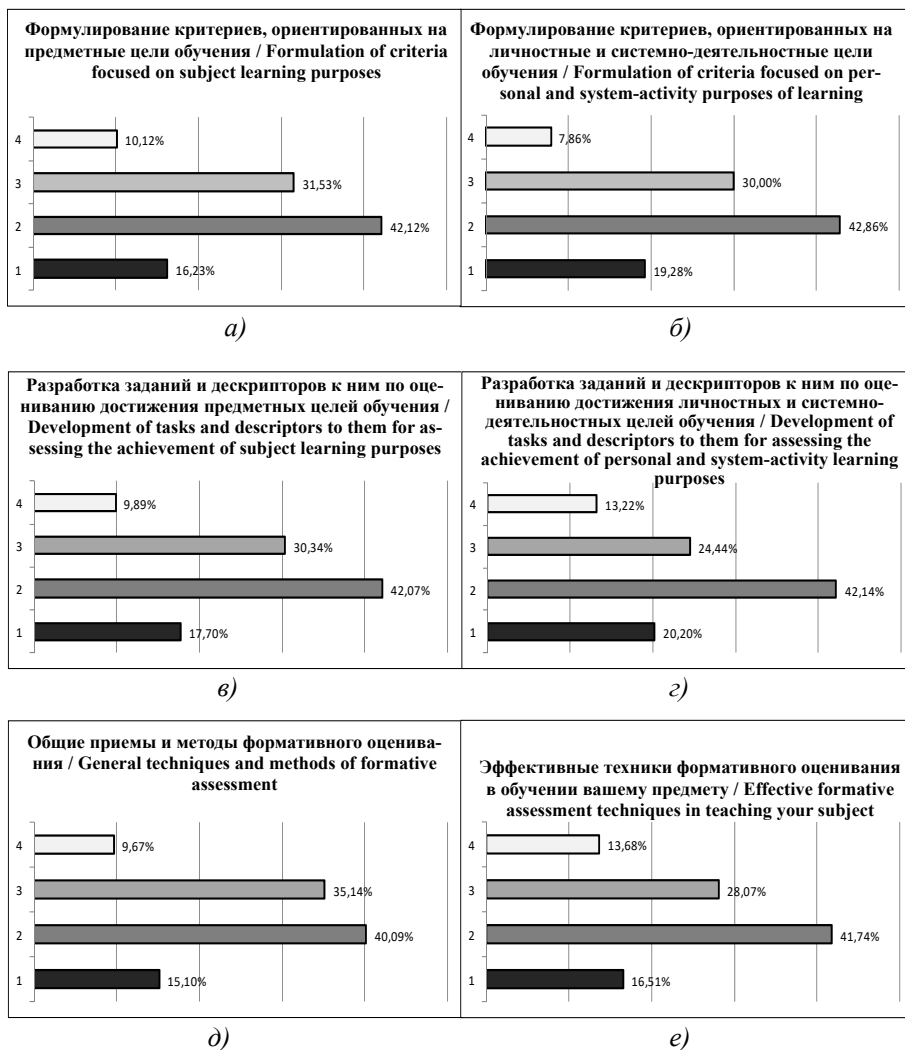 Формулирование критериев, ориентированных на
предметные цели обучения / Formulation of criteria
focused on subject learning purposes
4
10,12%
3
31,53%
2
42,12%
1
16,23%
а)
Формулирование критериев, ориентированных на
личностные и системно-деятельностные цели
обучения / Formulation of criteria focused on per-
sonal and system-activity purposes of learning
4
7,86%
3
30,00%
2
42,86%
1
19,28%
б)
Разработка заданий и дескрипторов к ним по оце-
ниванию достижения предметных целей обучения /
Development of tasks and descriptors to them for as-
sessing the achievement of subject learning purposes
4
9,89%
3
30,34%
2
42,07%
1
17,70%
в)
Разработка заданий и дескрипторов к ним по оце-
ниванию достижения личностных и системно-
деятельностных целей обучения / Development of
tasks and descriptors to them for assessing the
achievement of personal and system-activity learning
purposes
4
13,22%
3
24,44%
2
42,14%
1
20,20%
г)
Общие приемы и методы формативного оценива-
ния / General techniques and methods of formative
assessment
4
9,67%
3
35,14%
2
40,09%
1
15,10%
д)
Эффективные техники формативного оценивания
в обучении вашему предмету / Effective formative
assessment techniques in teaching your subject
4
13,68%
3
28,07%
2
41,74%
1
16,51%
е)